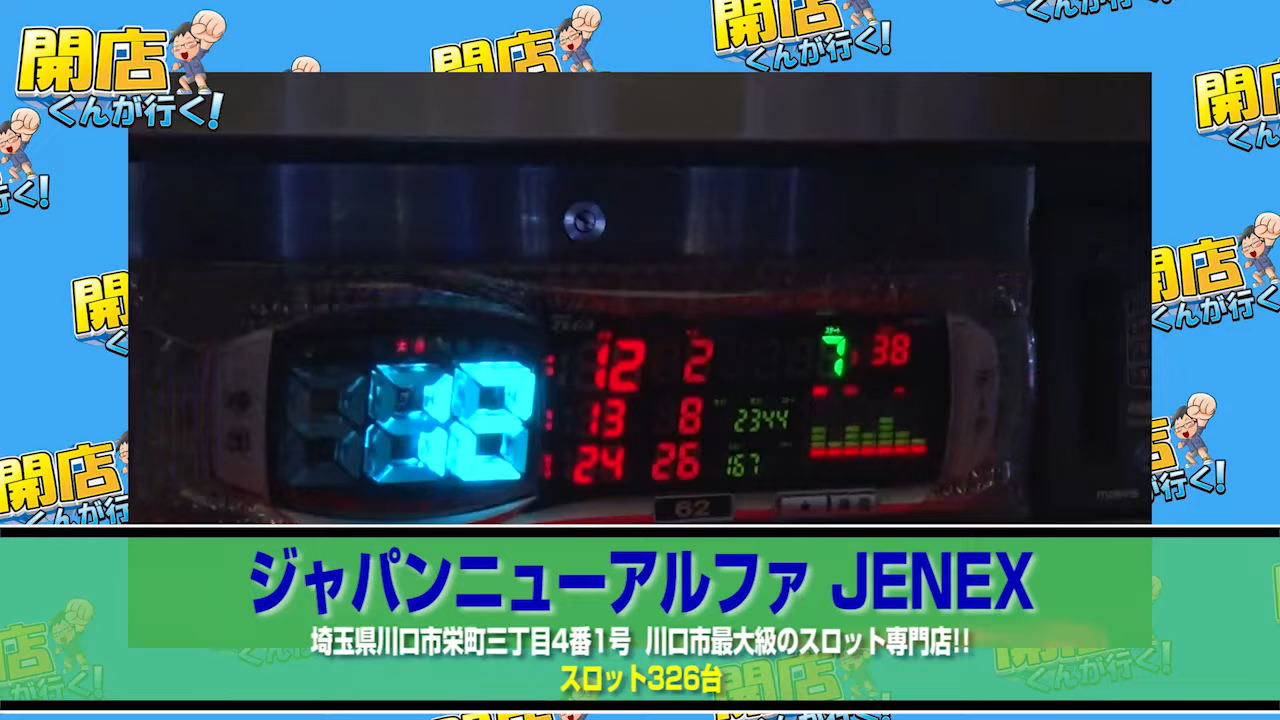 開店
くんが行く!
12 2 7 38
13 8 2344
24 26 167
62
ジャパンニューアルファ JENEX
埼玉県川口市栄町三丁目4番1号 川口市最大級のスロット専門店!!
スロット326台